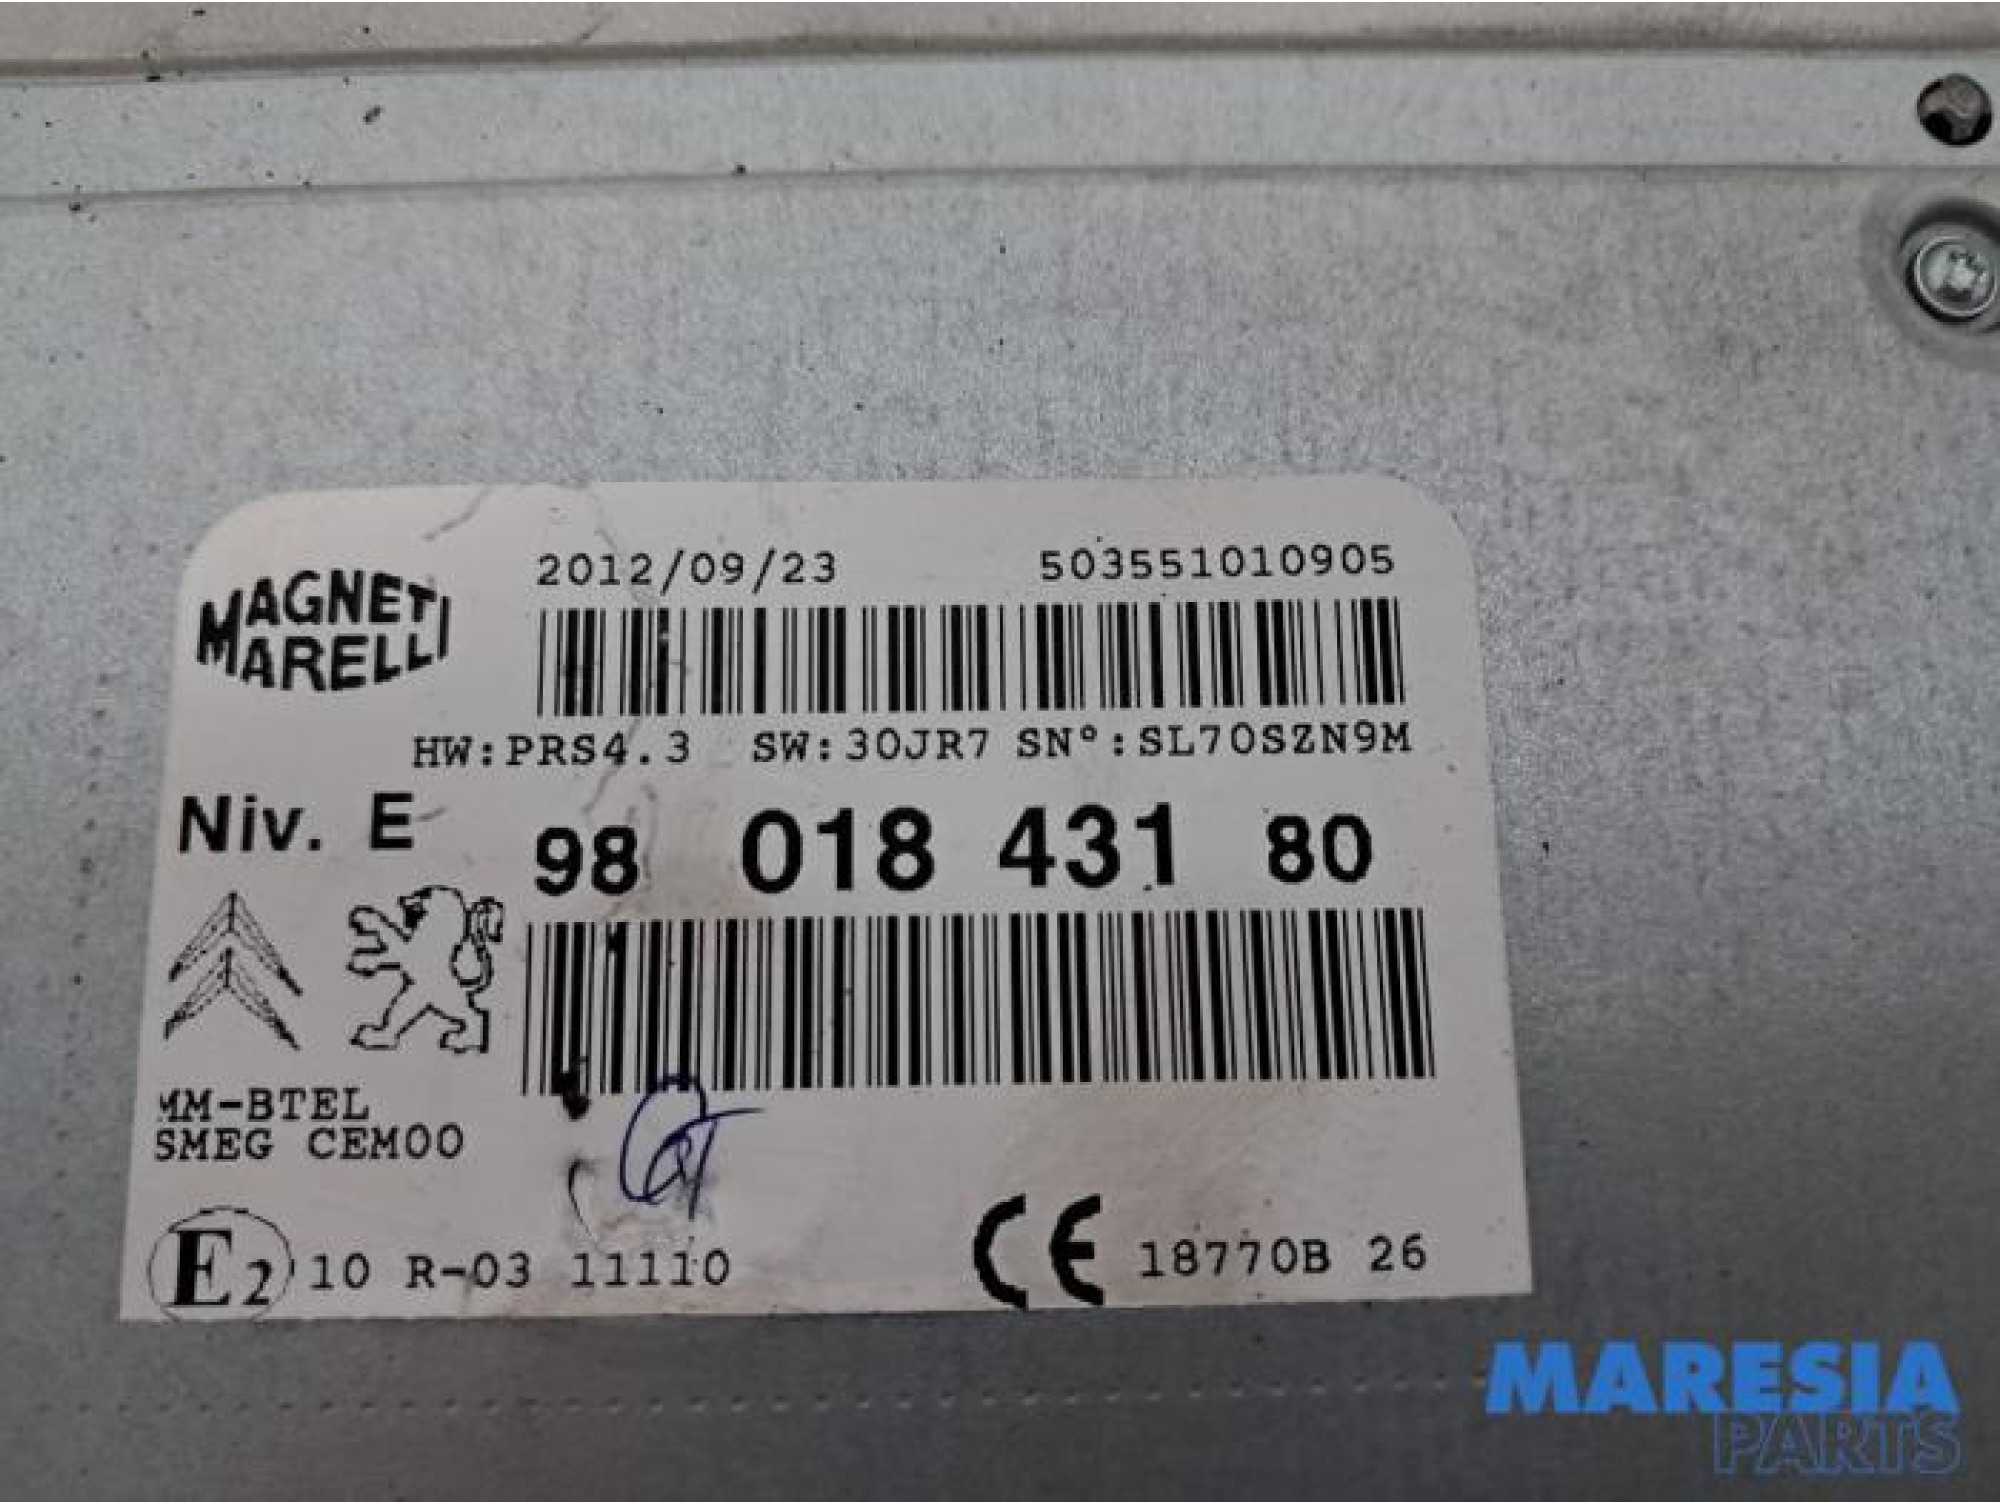 MAGNETI
MARELLI
2012/09/23 503551010905
HW:PRS4.3 SW:30JR7 SN°:SL70SZN9M
Niv. E
98 018 431 80
MM-BTEL
SMEG CEM00
E2 10 R-03 11110
CE 18770B 26
MARESIA
PARTS